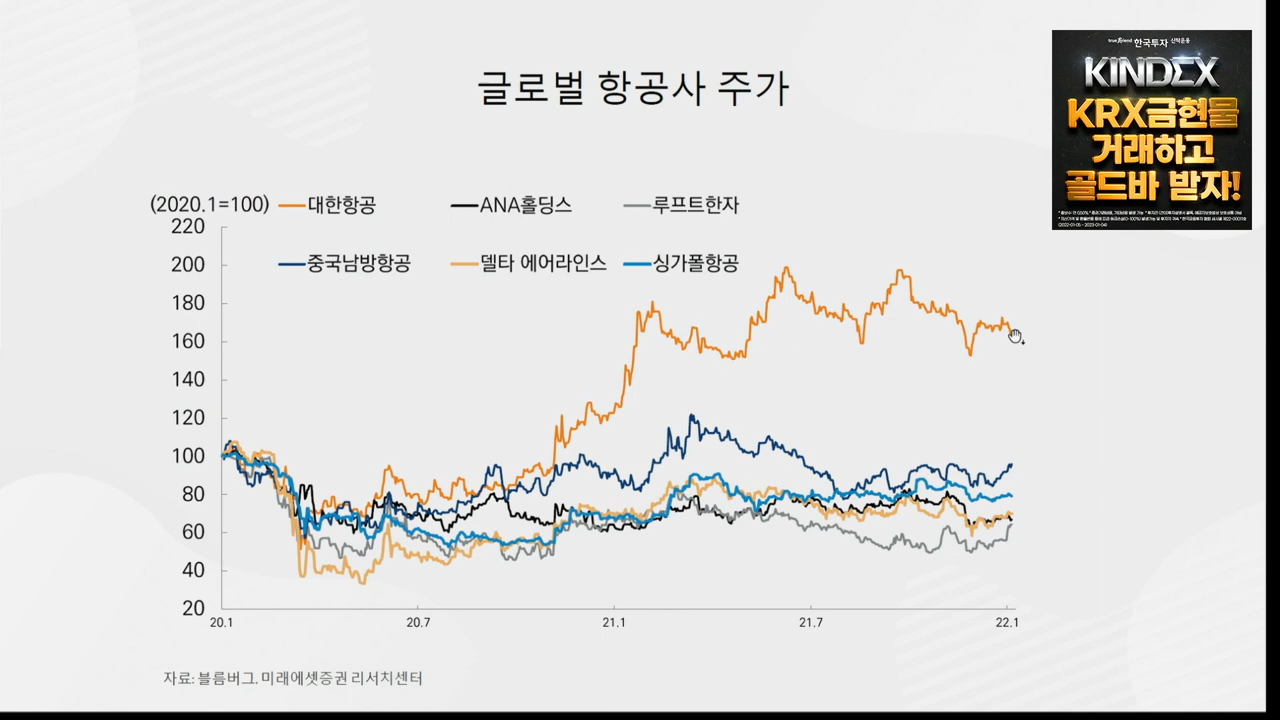 글로벌 항공사 주가
trueFriend 한국투자 신탁운용
KINDEX
KRX금현물
거래하고
골드바 받자!
(2020.1=100)
대한항공
ANA홀딩스
루프트한자
중국남방항공
델타 에어라인스
싱가폴항공
220
200
180
160
140
120
100
80
60
40
20
20.1
20.7
21.1
21.7
22.1
자료: 블룸버그, 미래에셋증권 리서치센터